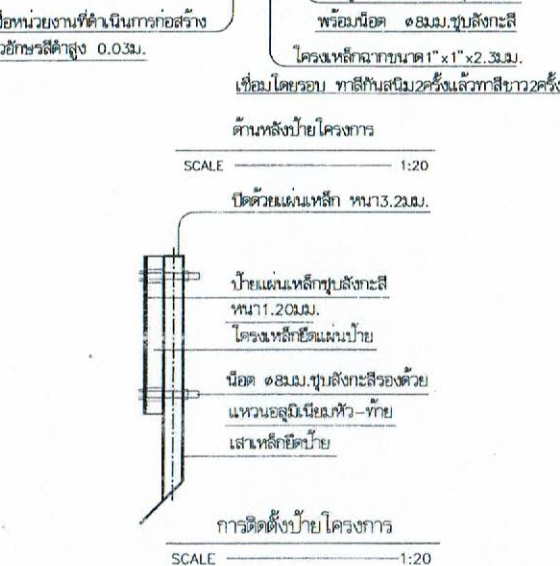 ชื่อหน่วยงานที่ดำเนินการก่อสร้าง
ตัวอักษรสีดำสูง 0.03ม.
พร้อมน็อต ø8มม.ชุบสังกะสี
โครงเหล็กฉากขนาด1"x1"x2.3มม.
เชื่อมโดยรอบ ทาสีกันสนิม2ครั้งแล้วทาสีขาว2ครั้ง
ด้านหลังป้ายโครงการ
SCALE 1:20
ปิดด้วยแผ่นเหล็ก หนา3.2มม.
ป้ายแผ่นเหล็กชุบสังกะสี
หนา1.20มม.
โครงเหล็กยึดแผ่นป้าย
น็อต ø8มม.ชุบสังกะสีรองด้วย
แหวนอลูมิเนียมหัว-ท้าย
เสาเหล็กยึดป้าย
การติดตั้งป้ายโครงการ
SCALE 1:20